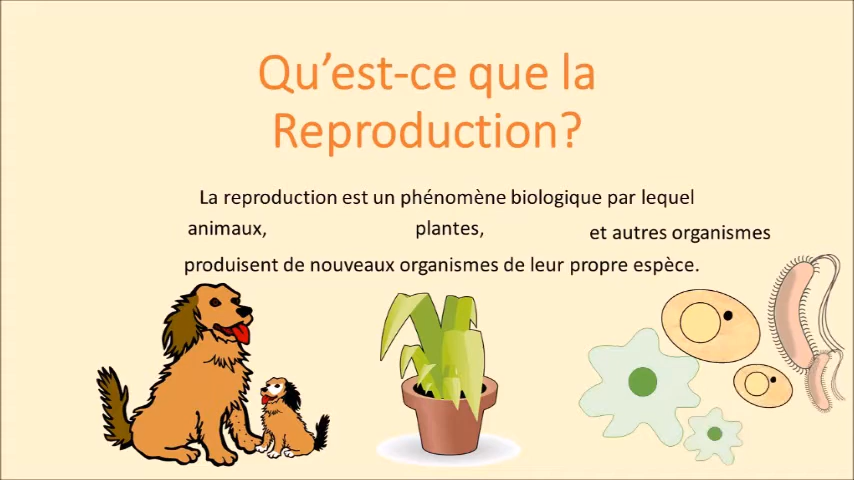 Qu’est-ce que la
Reproduction?
La reproduction est un phénomène biologique par lequel
animaux, plantes, et autres organismes
produisent de nouveaux organismes de leur propre espèce.